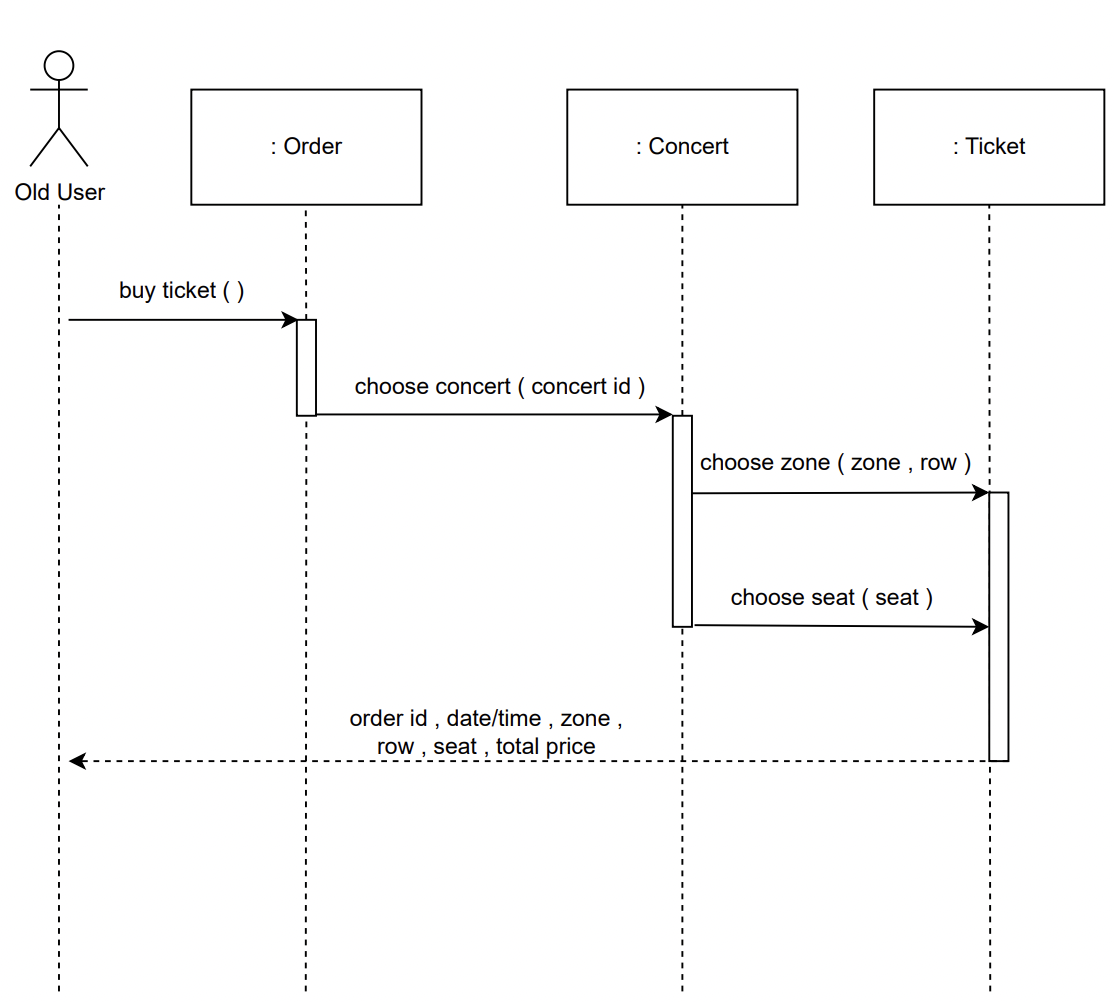 Old User
: Order
: Concert
: Ticket
buy ticket ( )
choose concert ( concert id )
choose zone ( zone , row )
choose seat ( seat )
order id , date/time , zone ,
row , seat , total price